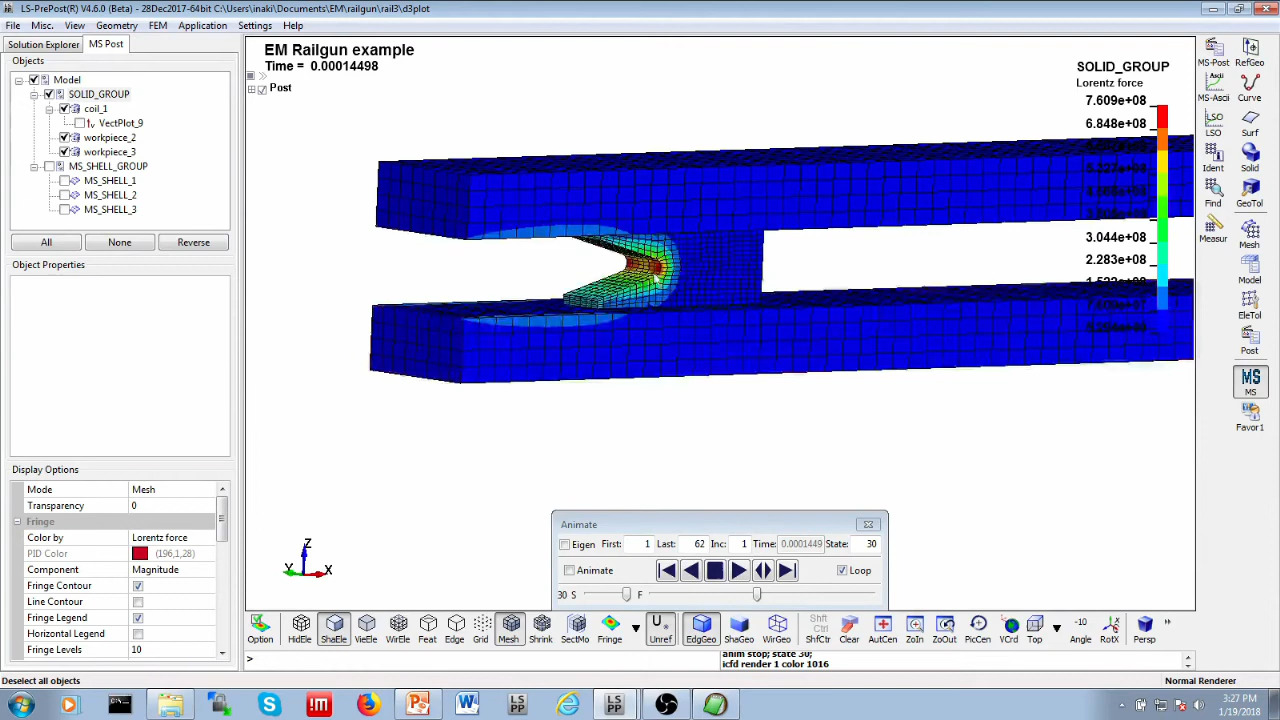 LS-PrePost(R) V4.6.0 (Beta) - 28Dec2017-64bit C:\Users\inaki\Documents\EM\railgun\rail3\d3plot
File Misc. View Geometry FEM Application Settings Help
Solution Explorer MS Post
Objects
Model
SOLID_GROUP
coil_1
VectPlot_9
workpiece_2
workpiece_3
MS_SHELL_GROUP
MS_SHELL_1
MS_SHELL_2
MS_SHELL_3
All None Reverse
Object Properties
Display Options
Mode Mesh
Transparency 0
Fringe
Color by Lorentz force
PID Color (196,1,28)
Component Magnitude
Fringe Contour
Line Contour
Fringe Legend
Horizontal Legend
Fringe Levels 10
Deselect all objects
EM Railgun example
Time = 0.00014498
Post
SOLID_GROUP
Lorentz force
7.609e+08
6.848e+08
3.044e+08
2.283e+08
Z
Y X
Animate
Eigen First: 1 Last: 62 Inc: 1 Time: 0.0001449 State: 30
Animate Loop
30 S F
Option HidEle ShaEle VieEle WirEle Feat Edge Grid Mesh Shrink SectMo Fringe Unref EdgGeo ShaGeo WirGeo Shft Ctrl ShfCtr Clear AutCen ZoIn ZoOut PicCen VCrd Top -10 Angle RotX Persp
>
anim stop; state 30;
icfd render 1 color 1016
MS-Post RefGeo
MS-Ascii Curve
LSO Surf
Ident Solid
Find GeoTol
Measur Mesh
Model
EleTol
Post
MS
MS
Favor1
Normal Renderer
3:27 PM
1/19/2018